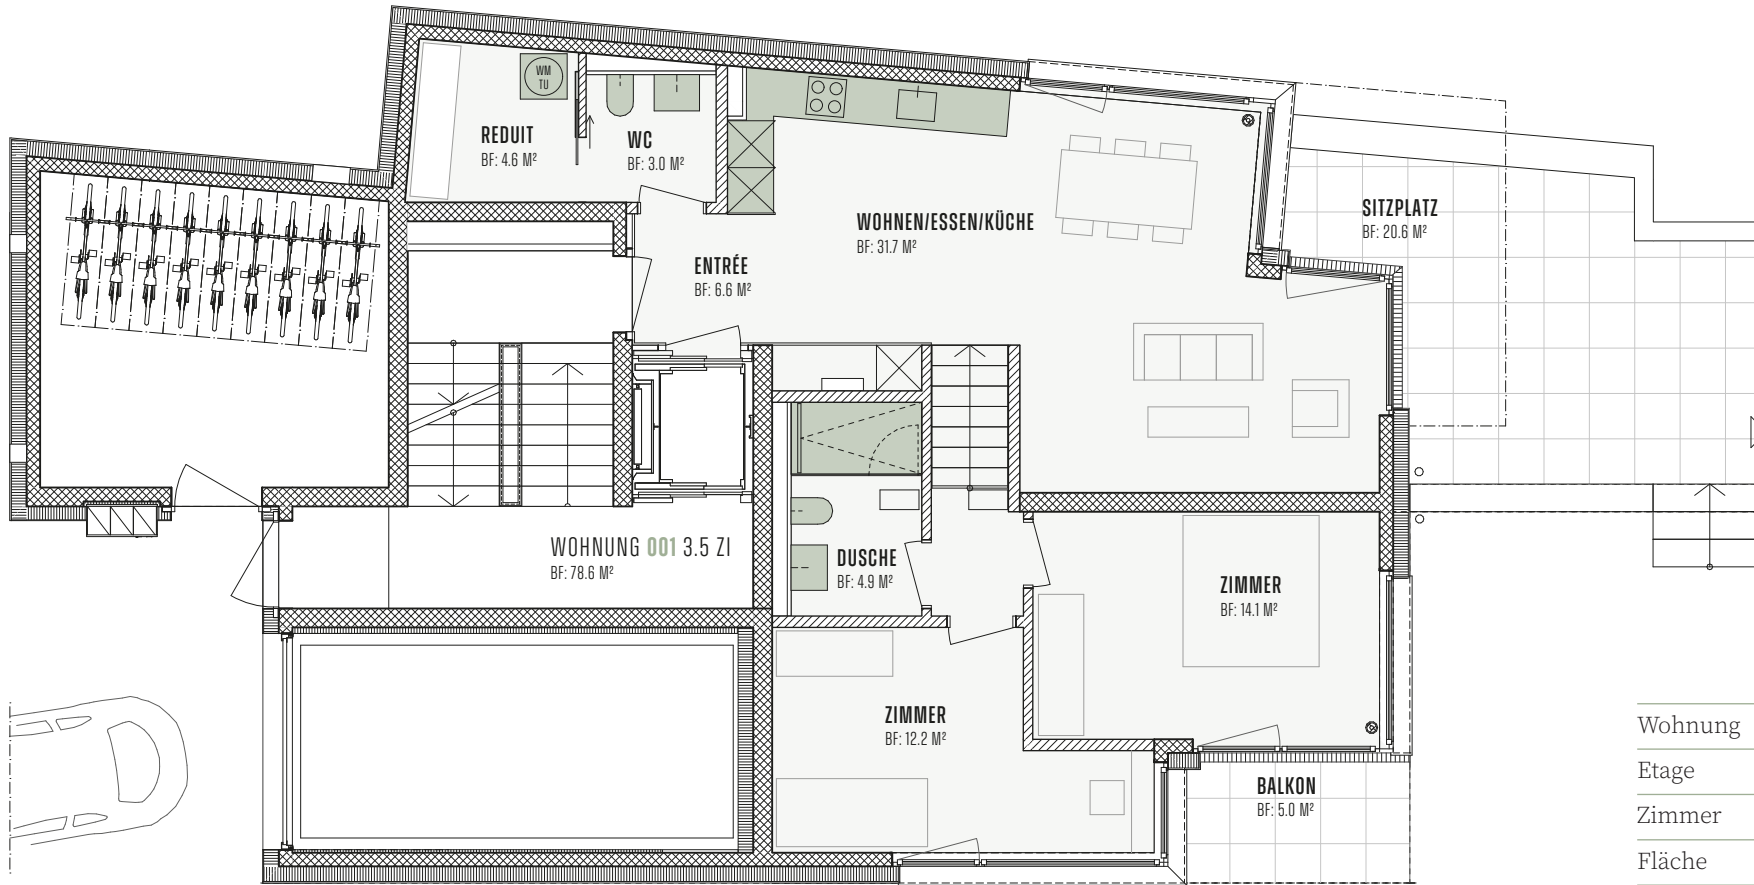 WM
TU
REDUIT
BF: 4.6 M²
WC
BF: 3.0 M²
WOHNEN/ESSEN/KÜCHE
BF: 31.7 M²
SITZPLATZ
BF: 20.6 M²
ENTRÉE
BF: 6.6 M²
WOHNUNG 001 3.5 ZI
BF: 78.6 M²
DUSCHE
BF: 4.9 M²
ZIMMER
BF: 14.1 M²
ZIMMER
BF: 12.2 M²
BALKON
BF: 5.0 M²
Wohnung
Etage
Zimmer
Fläche